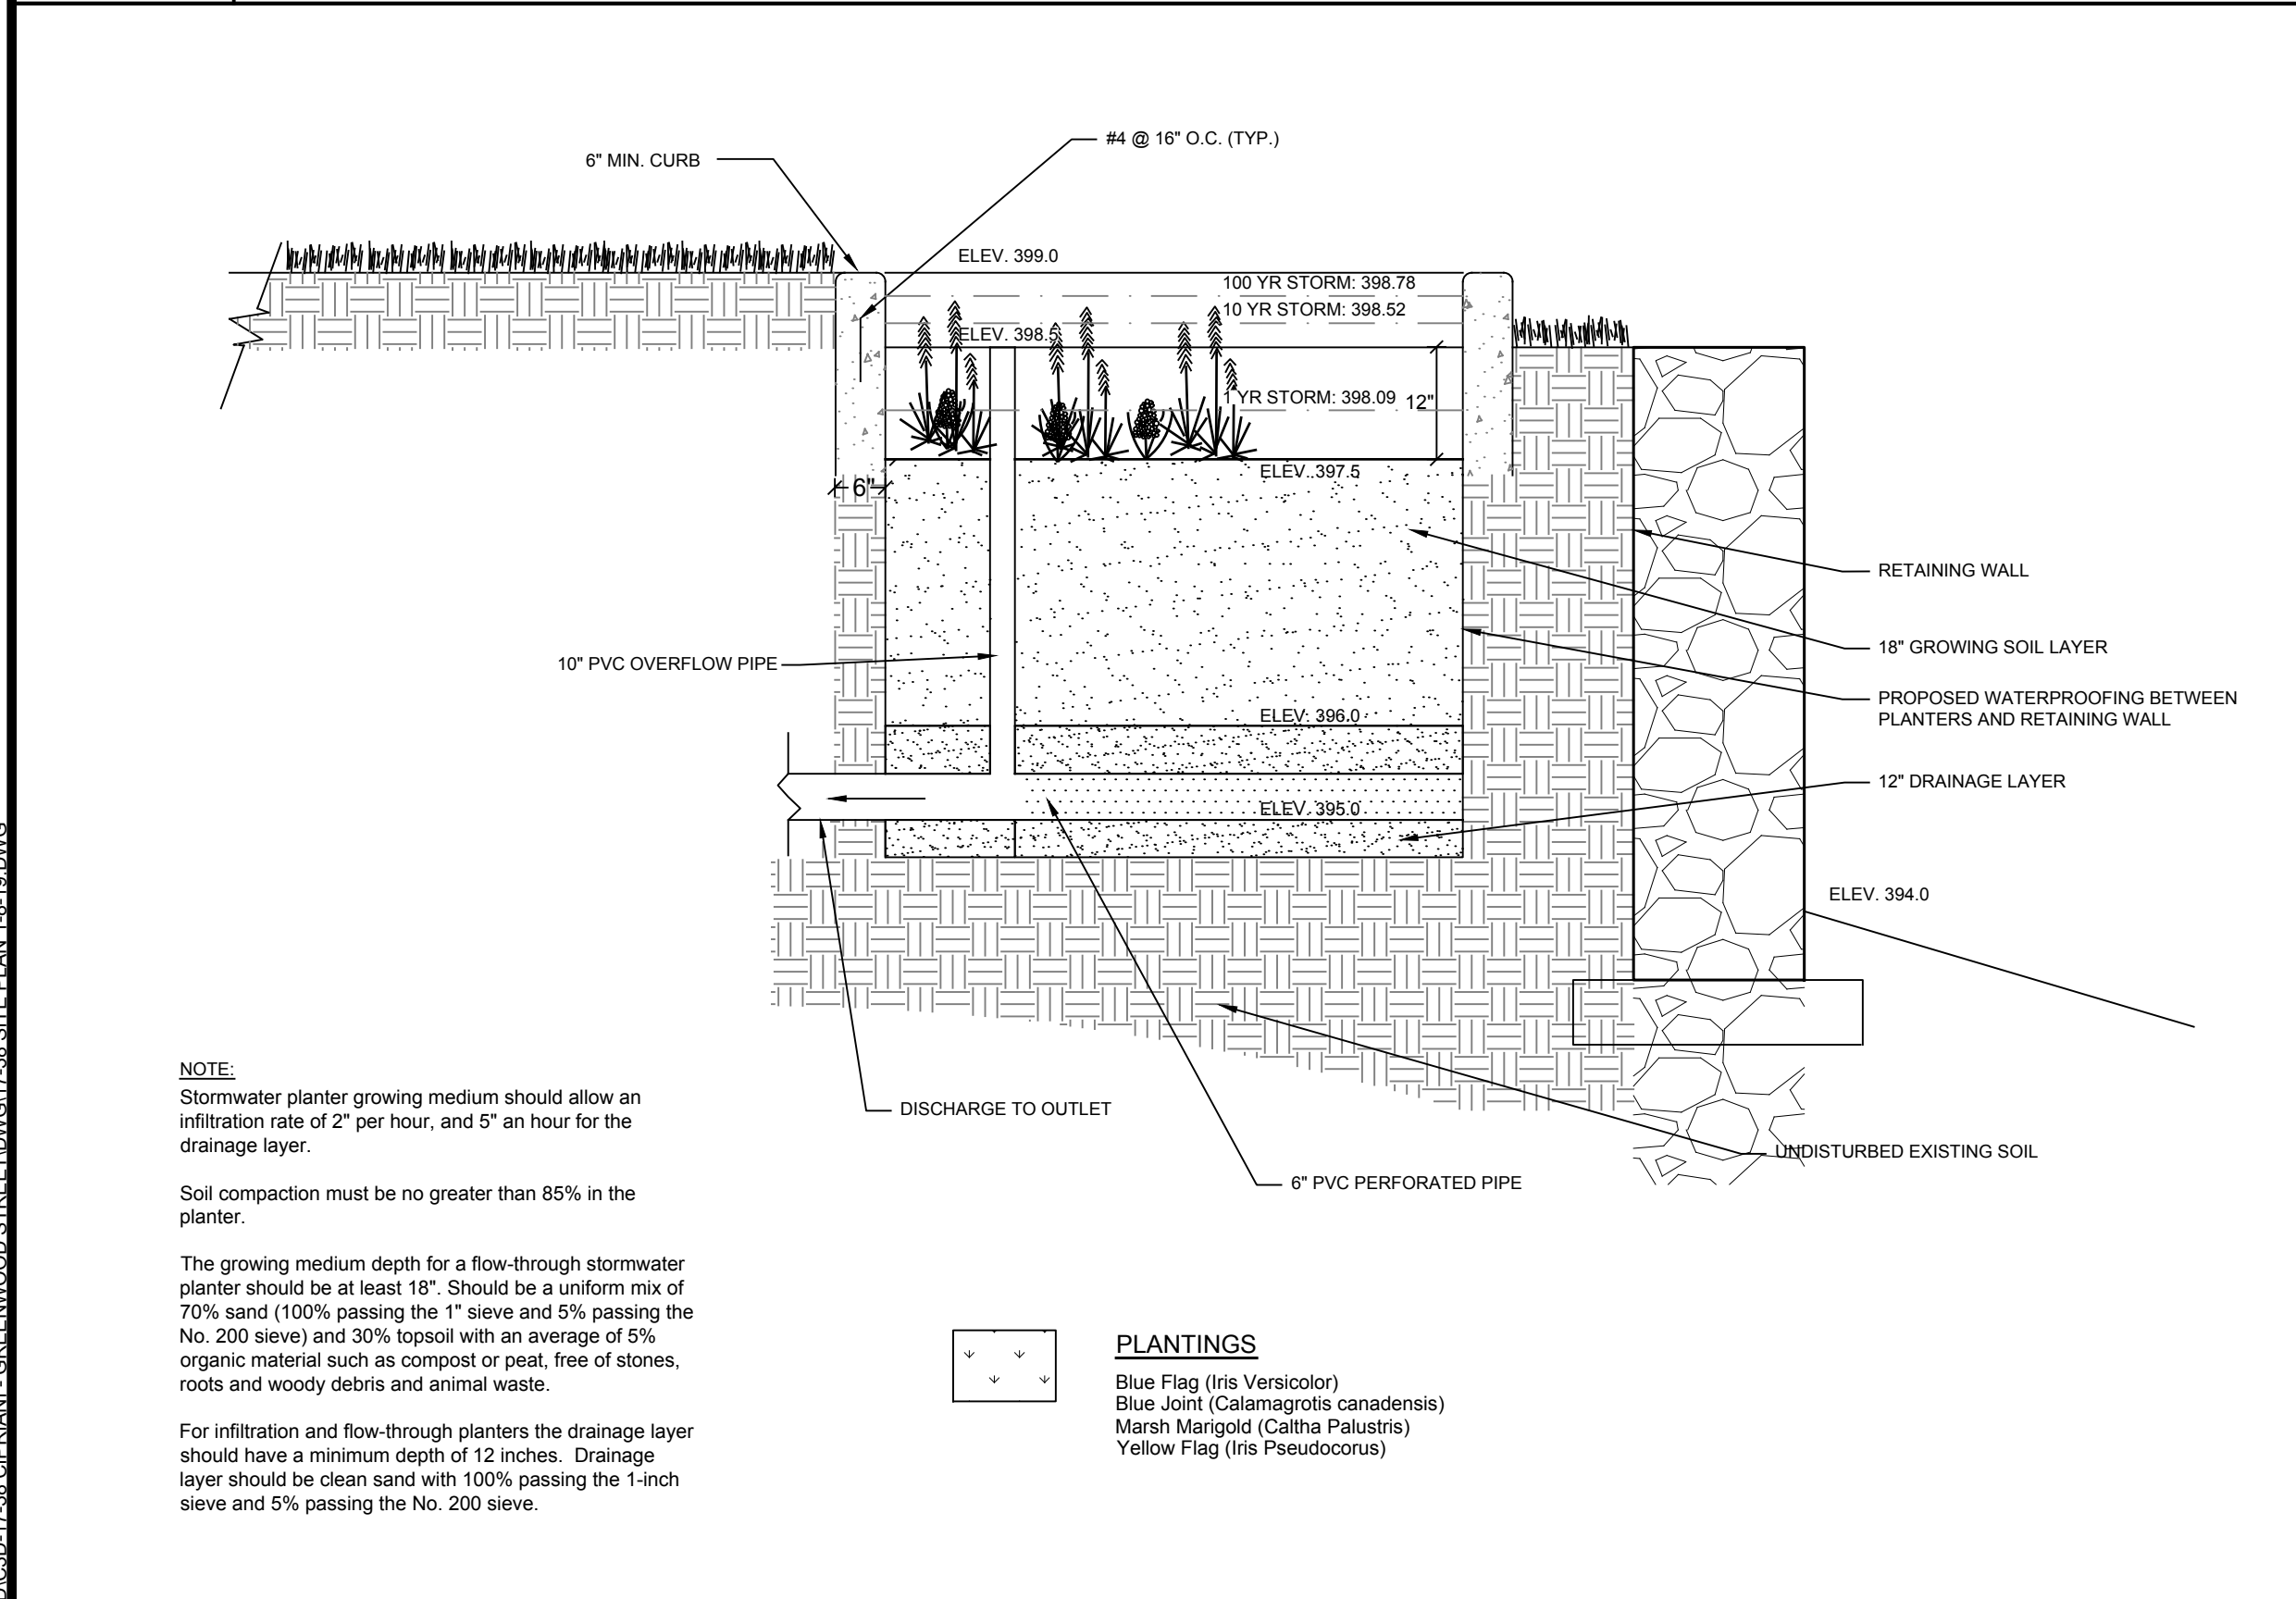 #4 @ 16" O.C. (TYP.)
6" MIN. CURB
ELEV. 399.0
100 YR STORM: 398.78
10 YR STORM: 398.52
ELEV. 398.5
1 YR STORM: 398.09
12"
ELEV. 397.5
6"
RETAINING WALL
18" GROWING SOIL LAYER
10" PVC OVERFLOW PIPE
PROPOSED WATERPROOFING BETWEEN
PLANTERS AND RETAINING WALL
ELEV. 396.0
12" DRAINAGE LAYER
ELEV. 395.0
ELEV. 394.0
DISCHARGE TO OUTLET
UNDISTURBED EXISTING SOIL
6" PVC PERFORATED PIPE
NOTE:
Stormwater planter growing medium should allow an
infiltration rate of 2" per hour, and 5" an hour for the
drainage layer.
Soil compaction must be no greater than 85% in the
planter.
The growing medium depth for a flow-through stormwater
planter should be at least 18". Should be a uniform mix of
70% sand (100% passing the 1" sieve and 5% passing the
No. 200 sieve) and 30% topsoil with an average of 5%
organic material such as compost or peat, free of stones,
roots and woody debris and animal waste.
For infiltration and flow-through planters the drainage layer
should have a minimum depth of 12 inches. Drainage
layer should be clean sand with 100% passing the 1-inch
sieve and 5% passing the No. 200 sieve.
PLANTINGS
Blue Flag (Iris Versicolor)
Blue Joint (Calamagrotis canadensis)
Marsh Marigold (Caltha Palustris)
Yellow Flag (Iris Pseudocorus)